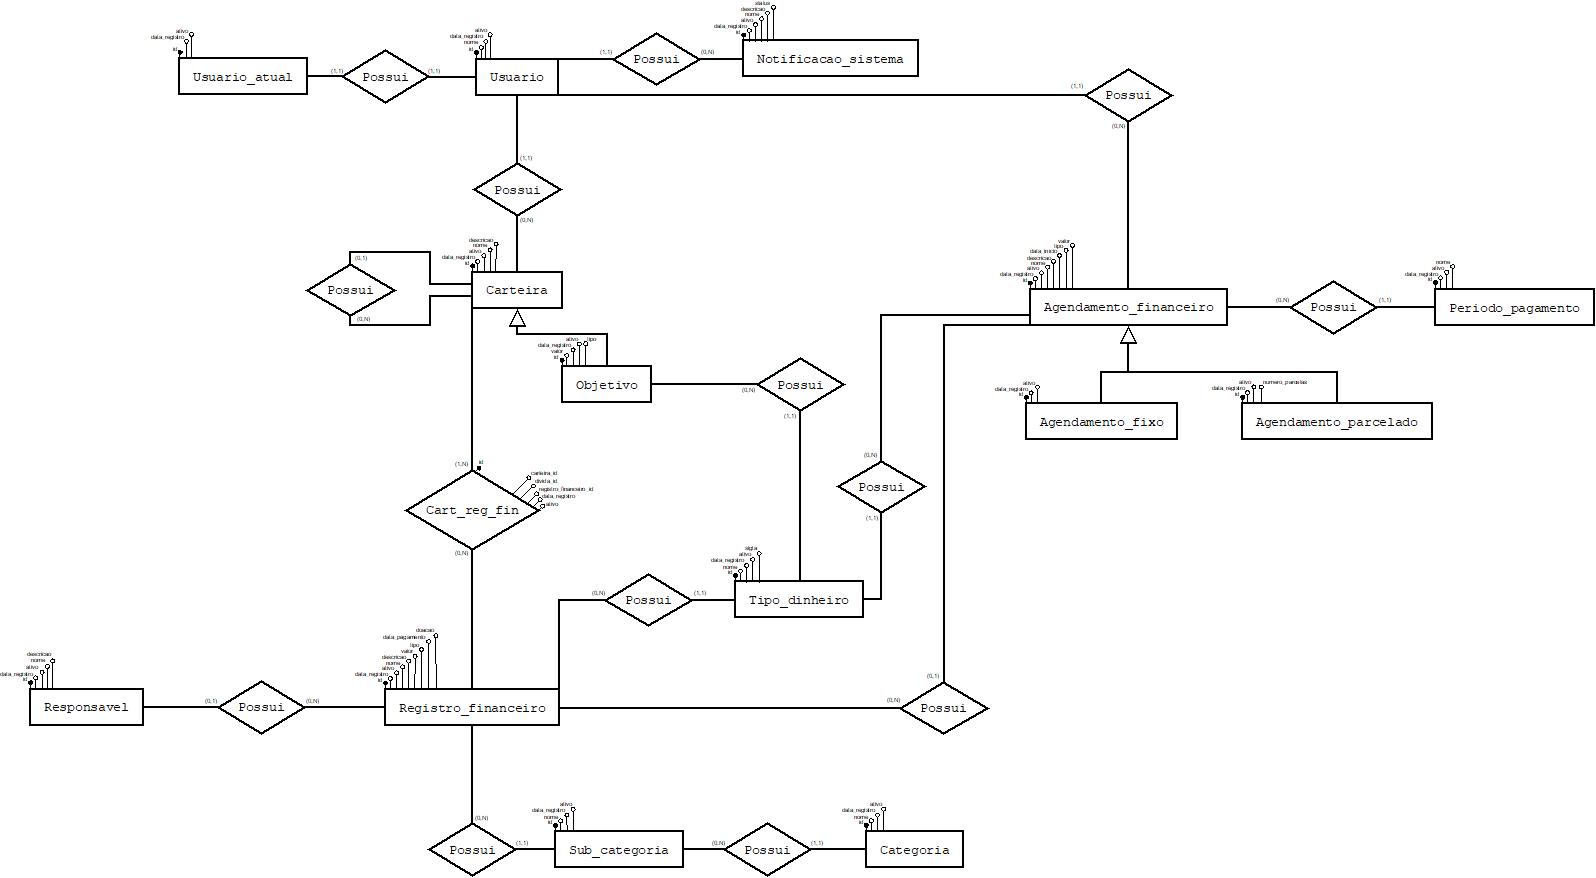 status
descricao
nome
ativo
data_registro
id
ativo
data_registro
id
ativo
data_registro
nome
id
Usuario_atual
(1,1)
Possui
(1,1)
Usuario
(1,1)
Possui
(0,N)
Notificacao_sistema
(1,1)
Possui
(0,N)
(1,1)
Possui
(0,N)
descricao
nome
ativo
data_registro
id
(0,1)
Possui
(0,N)
Carteira
valor
tipo
data_inicio
descricao
nome
ativo
data_registro
id
Agendamento_financeiro
(0,N)
Possui
(1,1)
nome
ativo
data_registro
id
Periodo_pagamento
ativo
tipo
data_registro
valor
id
Objetivo
(0,N)
Possui
(1,1)
ativo
data_registro
id
Agendamento_fixo
ativo
numero_parcelas
data_registro
id
Agendamento_parcelado
(0,N)
Possui
(1,1)
(1,N)
id
carteira_id
divida_id
registro_financeiro_id
data_registro
ativo
Cart_reg_fin
(0,N)
sigla
ativo
data_registro
nome
id
(0,N)
Possui
(1,1)
Tipo_dinheiro
doacao
data_pagamento
tipo
valor
descricao
nome
ativo
data_registro
id
descricao
nome
ativo
data_registro
id
Responsavel
(0,1)
Possui
(0,N)
Registro_financeiro
(0,1)
(0,N)
Possui
(0,N)
Possui
(1,1)
ativo
data_registro
nome
id
Sub_categoria
(0,N)
Possui
(1,1)
ativo
data_registro
nome
id
Categoria